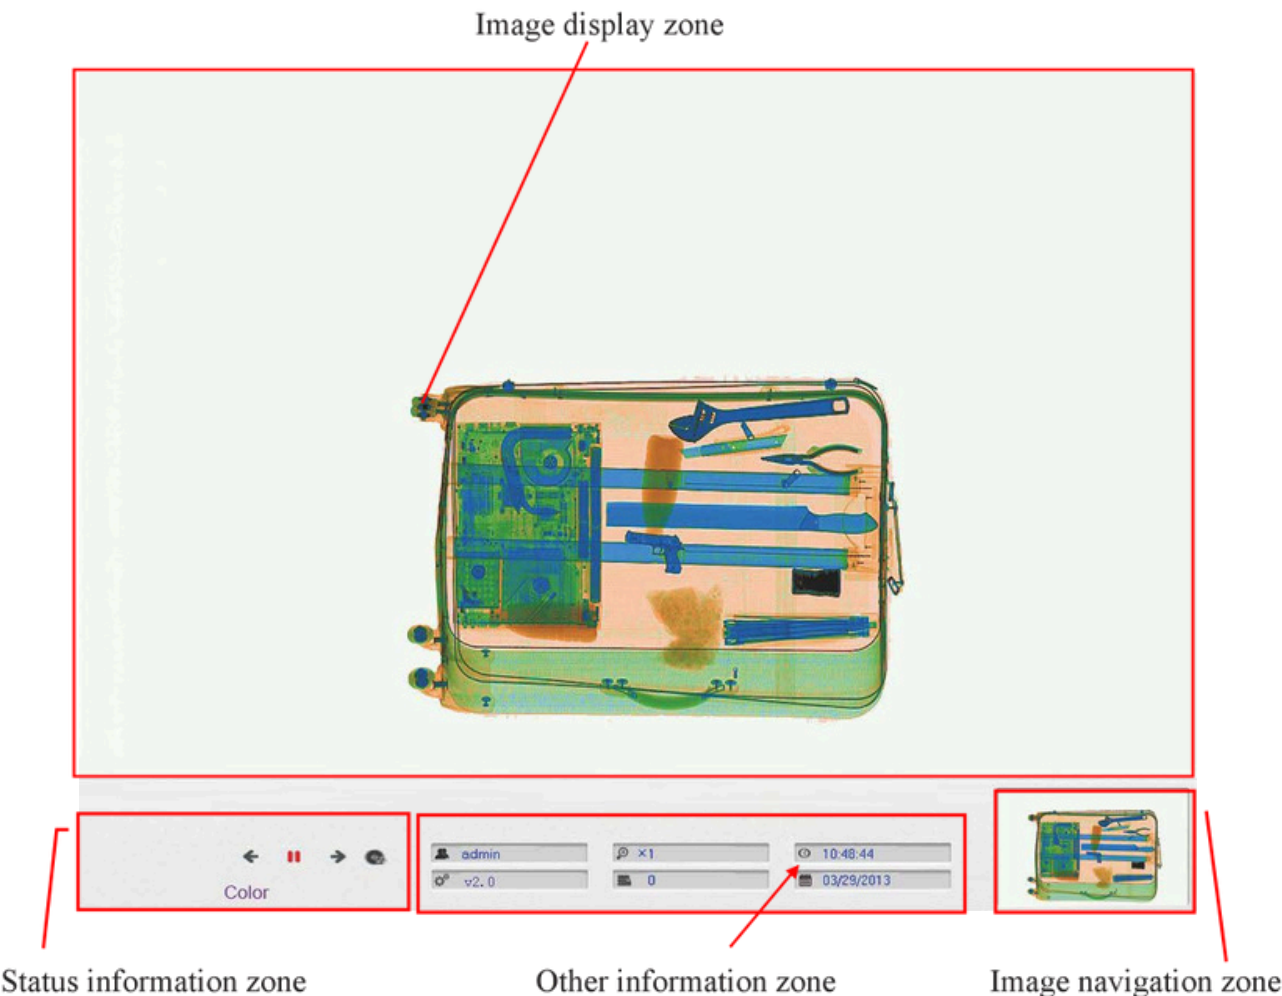 Image display zone
admin
×1
10:48:44
v2.0
0
03/29/2013
Color
Status information zone
Other information zone
Image navigation zone